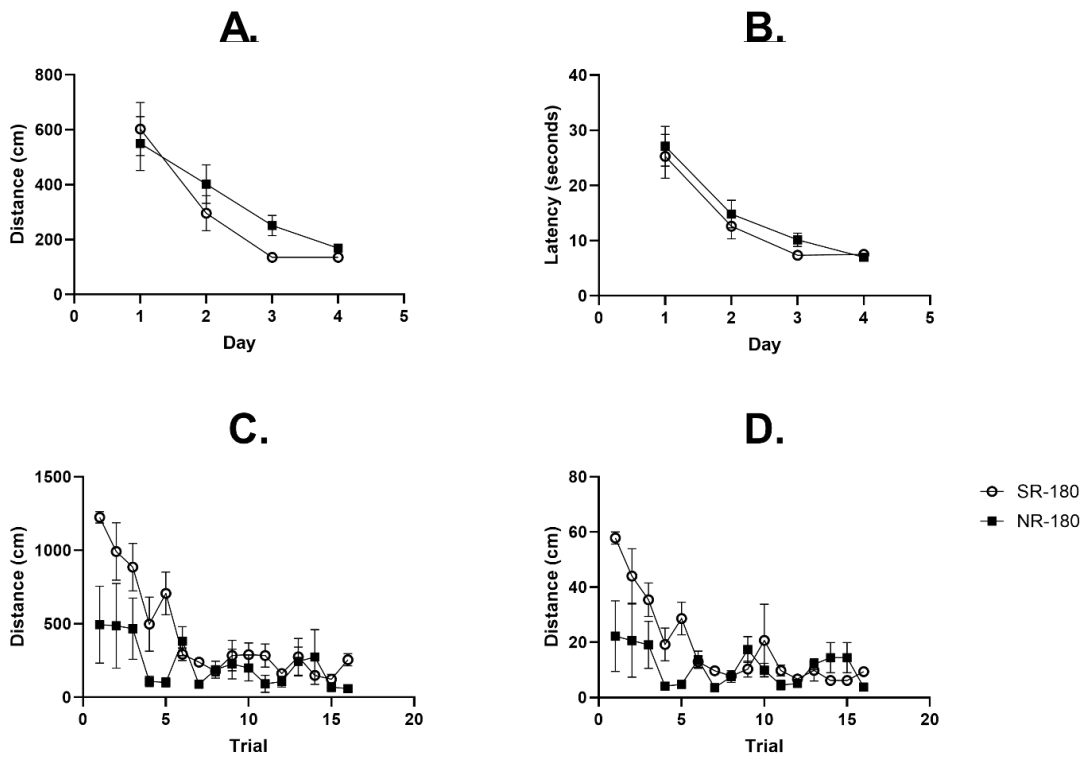 A.
B.
800
600
400
200
0
Distance (cm)
0 1 2 3 4 5
Day
40
30
20
10
0
Latency (seconds)
0 1 2 3 4 5
Day
C.
D.
1500
1000
500
0
Distance (cm)
0 5 10 15 20
Trial
80
60
40
20
0
Distance (cm)
0 5 10 15 20
Trial
SR-180
NR-180